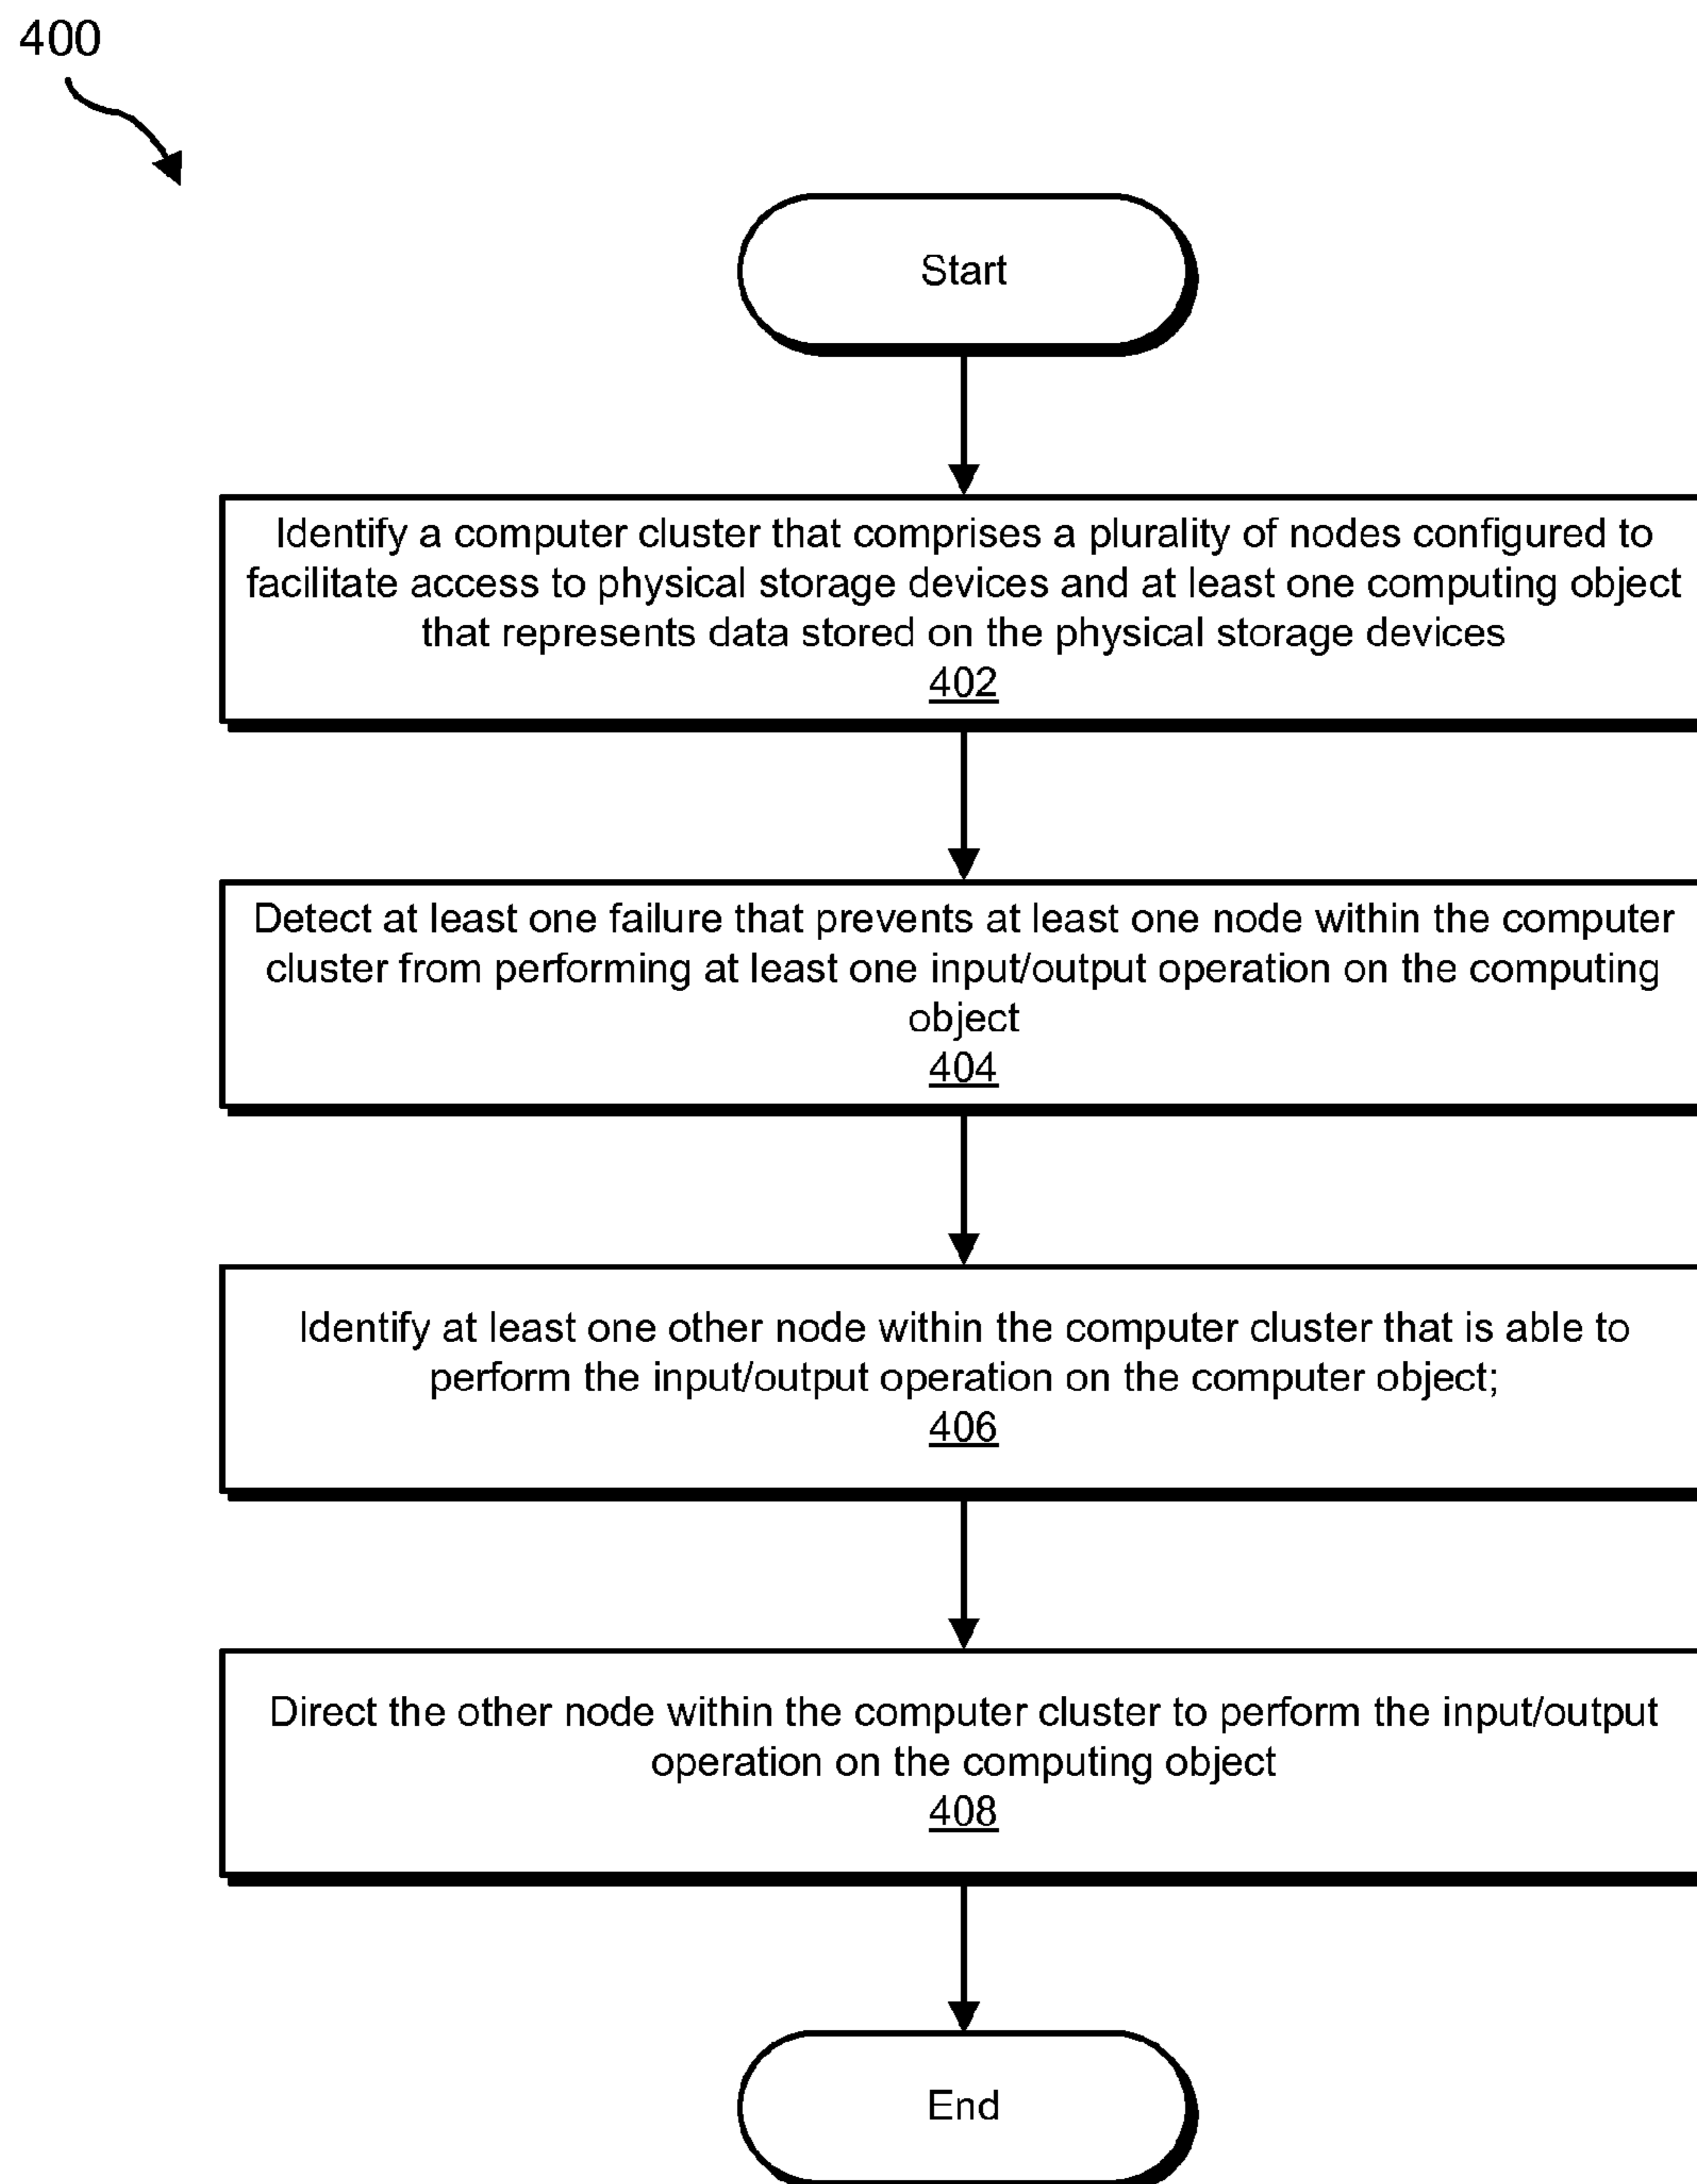 400
Start
Identify a computer cluster that comprises a plurality of nodes configured to
facilitate access to physical storage devices and at least one computing object
that represents data stored on the physical storage devices
402
Detect at least one failure that prevents at least one node within the computer
cluster from performing at least one input/output operation on the computing
object
404
Identify at least one other node within the computer cluster that is able to
perform the input/output operation on the computer object;
406
Direct the other node within the computer cluster to perform the input/output
operation on the computing object
408
End